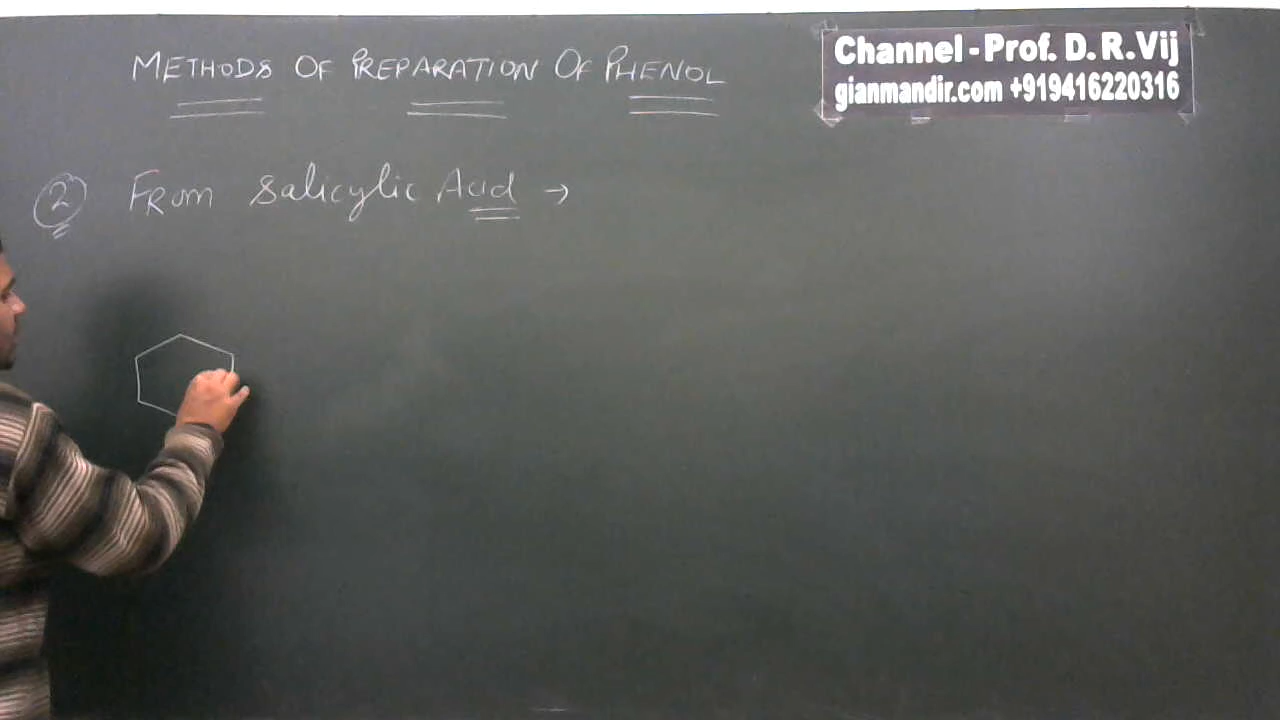 METHODS OF PREPARATION OF PHENOL
Channel - Prof. D. R. Vij
gianmandir.com +919416220316
2 FROM Salicylic Acid →